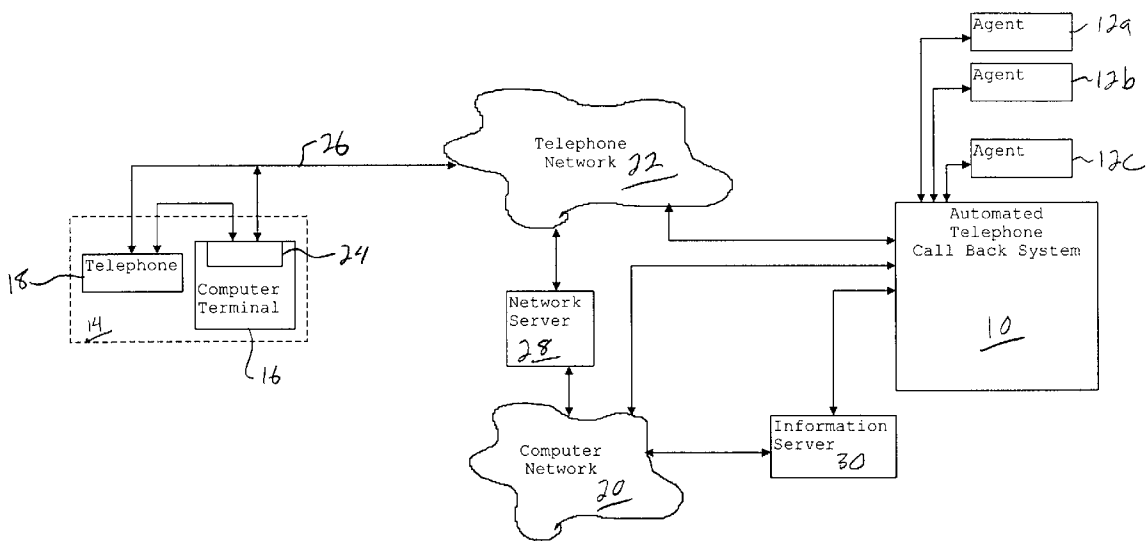 Agent 12a
Agent 12b
Agent 12c
Telephone
Network
22
26
Automated
Telephone
Call Back System
10
Telephone
18
24
Computer
Terminal
14
16
Network
Server
28
Information
Server
30
Computer
Network
20